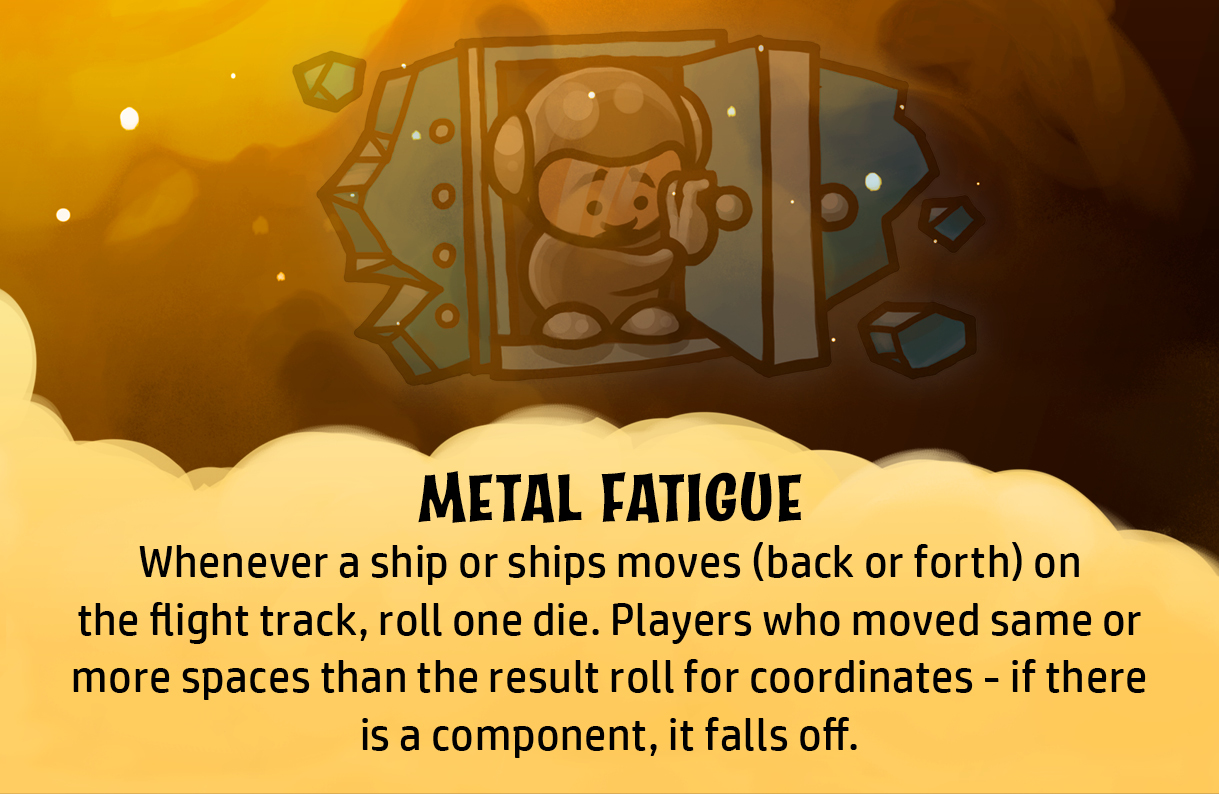 METAL FATIGUE
Whenever a ship or ships moves (back or forth) on
the flight track, roll one die. Players who moved same or
more spaces than the result roll for coordinates - if there
is a component, it falls off.